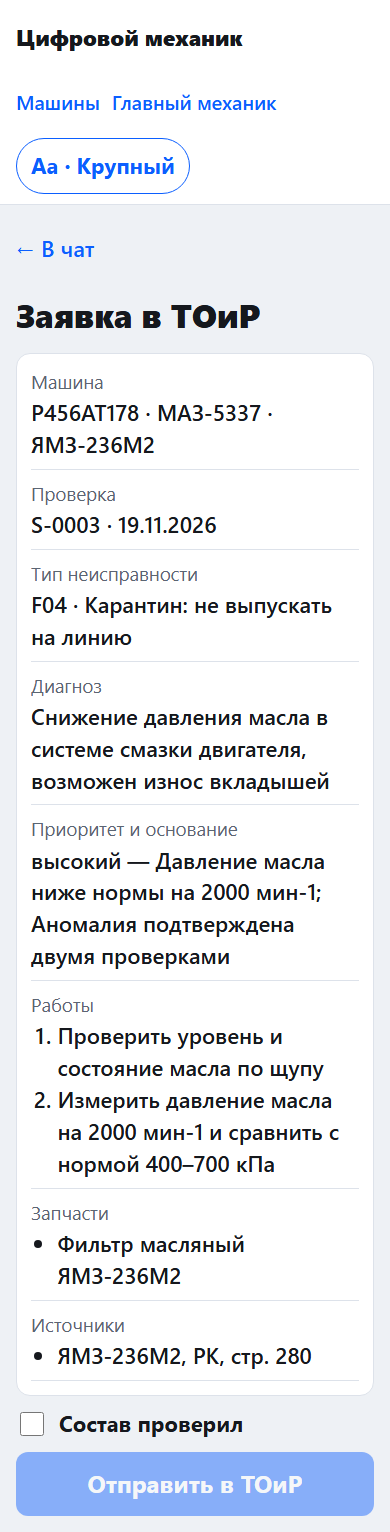 Цифровой механик
Машины Главный механик
Аа · Крупный
← В чат
Заявка в ТОиР
Машина
Р456АТ178 · МАЗ-5337 ·
ЯМЗ-236М2
Проверка
S-0003 · 19.11.2026
Тип неисправности
F04 · Карантин: не выпускать
на линию
Диагноз
Снижение давления масла в
системе смазки двигателя,
возможен износ вкладышей
Приоритет и основание
высокий — Давление масла
ниже нормы на 2000 мин-1;
Аномалия подтверждена
двумя проверками
Работы
1. Проверить уровень и
состояние масла по щупу
2. Измерить давление масла
на 2000 мин-1 и сравнить с
нормой 400–700 кПа
Запчасти
• Фильтр масляный
ЯМЗ-236М2
Источники
• ЯМЗ-236М2, РК, стр. 280
Состав проверил
Отправить в ТОиР